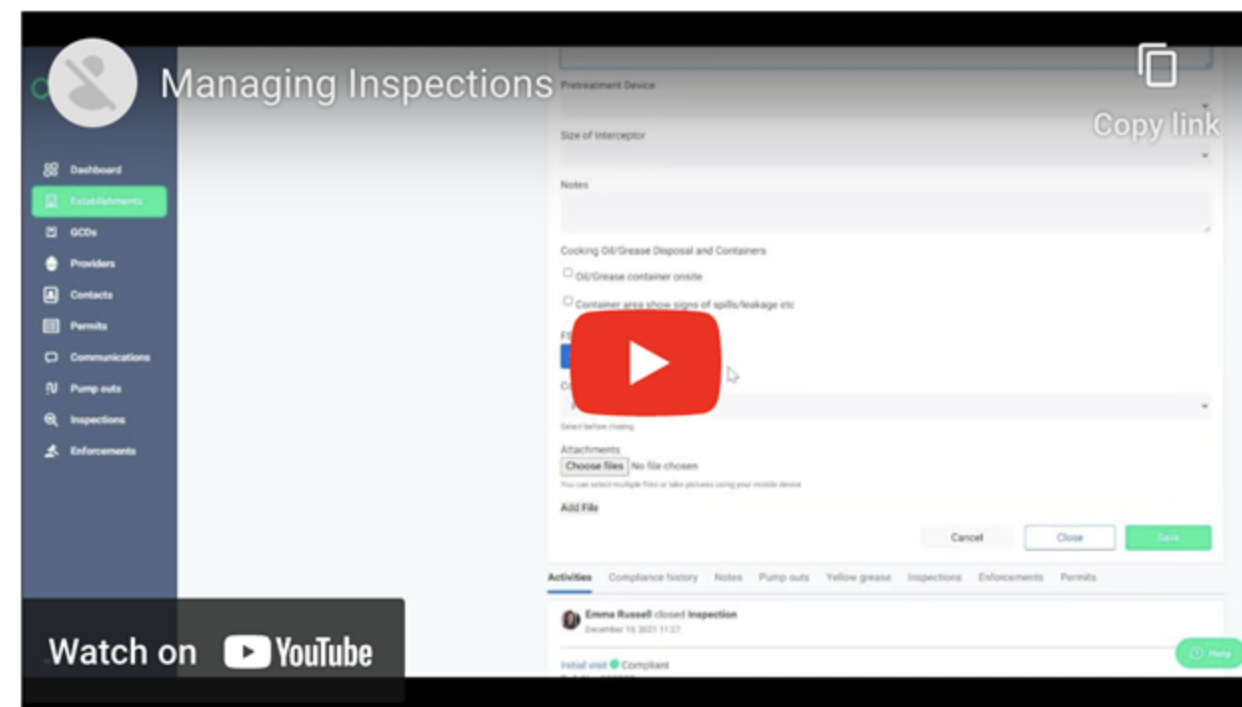 Managing Inspections
Copy link
Dashboard
Establishments
GCDs
Providers
Contacts
Permits
Communications
Pump outs
Inspections
Enforcements
Pretreatment Device
Size of Interceptor
Notes
Cooking Oil/Grease Disposal and Containers
Oil/Grease container onsite
Container area show signs of spills/leakage etc
Select before closing
Attachments
Choose files No file chosen
You can select multiple files or take pictures using your mobile device
Add File
Cancel Close Save
Activities Compliance history Notes Pump outs Yellow grease Inspections Enforcements Permits
Emma Russell closed Inspection
December 10, 2021 11:27
Initial visit Compliant
Help
Watch on YouTube